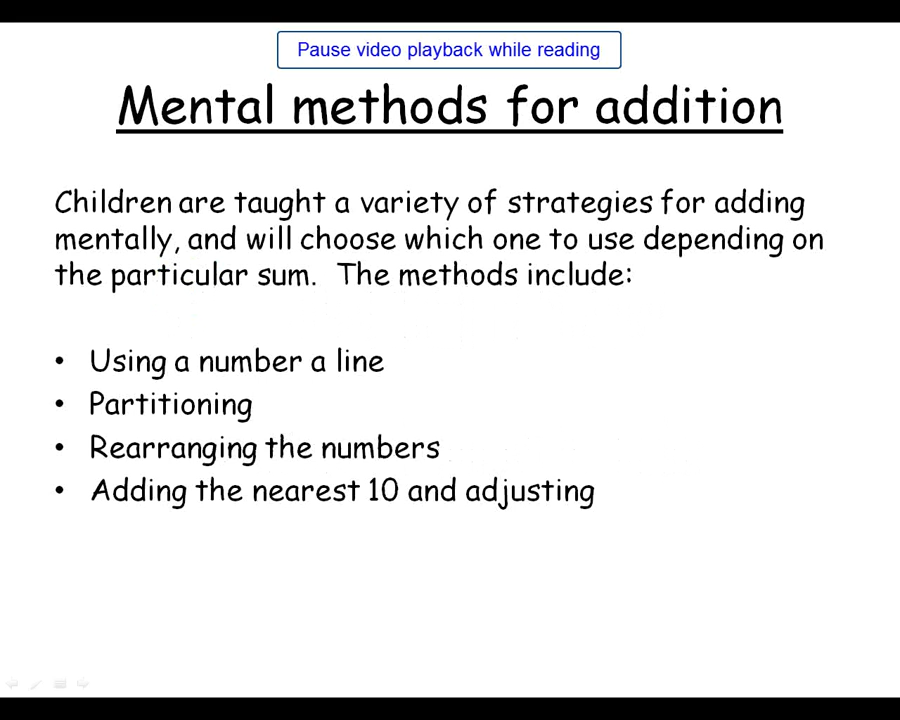 Pause video playback while reading
Mental methods for addition
Children are taught a variety of strategies for adding
mentally, and will choose which one to use depending on
the particular sum. The methods include:
• Using a number a line
• Partitioning
• Rearranging the numbers
• Adding the nearest 10 and adjusting